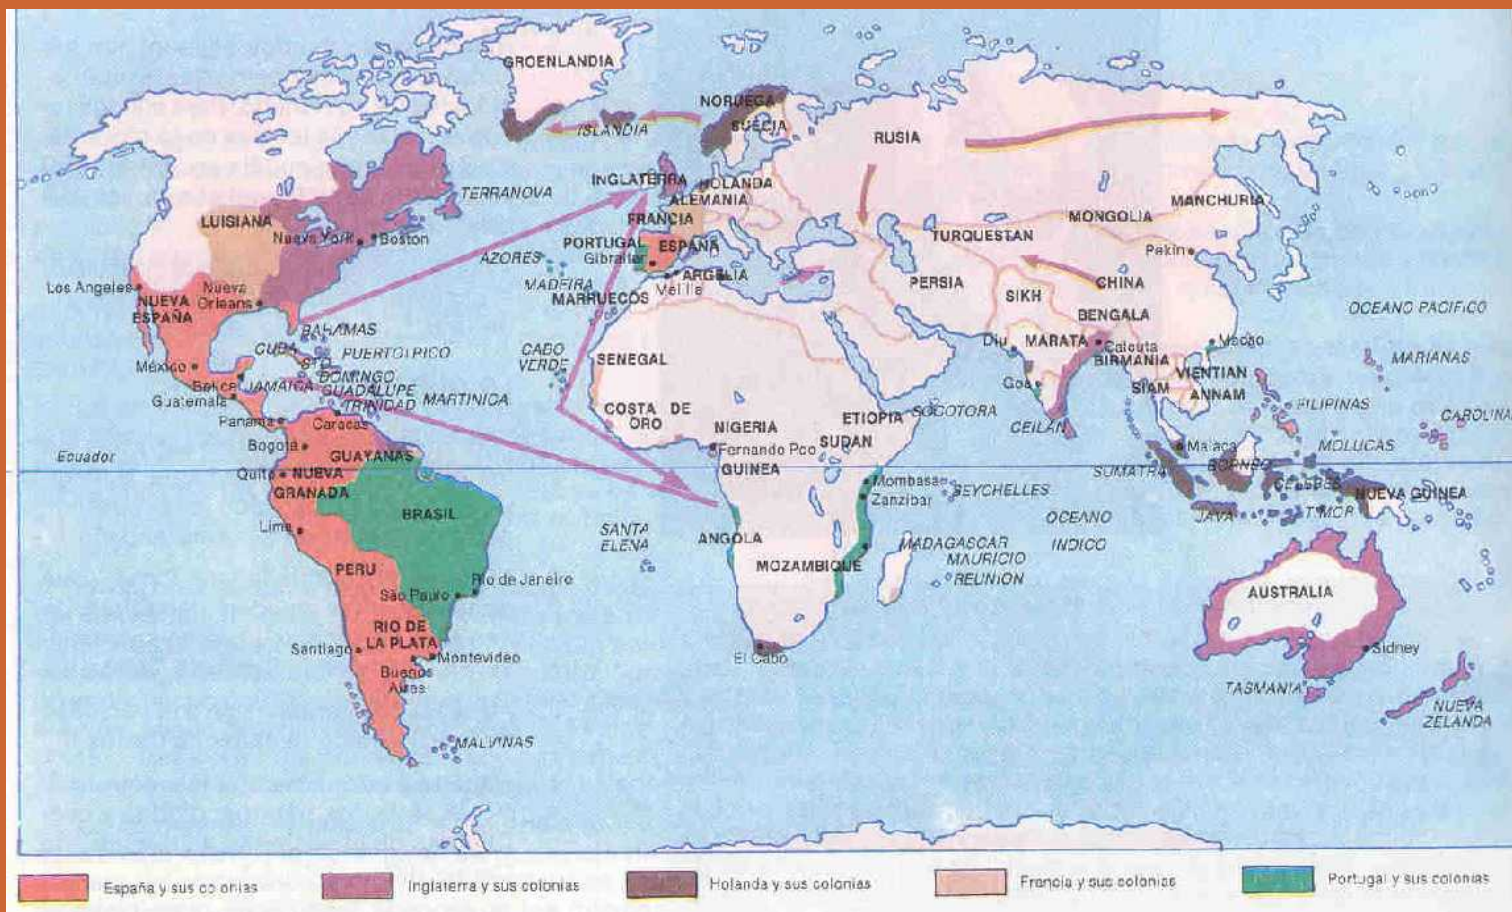 GROENLANDIA
NORUEGA
SUECIA
ISLANDIA
RUSIA
INGLATERRA
HOLANDA
ALEMANIA
TERRANOVA
FRANCIA
MANCHURIA
MONGOLIA
LUISIANA
Nueva York
Boston
PORTUGAL
ESPAÑA
TURQUESTAN
Pekín
AZORES
Gibraltar
ARGELIA
MADEIRA
Melilla
MARRUECOS
PERSIA
CHINA
SIKH
Los Angeles
Nueva
Orleans
NUEVA
ESPAÑA
BENGALA
OCEANO PACIFICO
BAHAMAS
CUBA
PUERTO RICO
CABO
VERDE
SENEGAL
Diu
MARATA
Calcuta
BIRMANIA
Macao
MARIANAS
México
STO
DOMINGO
Belice
JAMAICA
GUADALUPE
MARTINICA
Guatemala
TRINIDAD
Goa
VIENTIAN
SIAM
ANNAM
FILIPINAS
COSTA DE
ORO
ETIOPIA
SOCOTORA
CAROLINA
Panamá
Caracas
NIGERIA
SUDAN
CEILAN
Bogotá
Fernando Poo
Malaca
MOLUCAS
Ecuador
GUAYANAS
GUINEA
SUMATRA
BORNEO
Quito
NUEVA
GRANADA
Mombasa
Zanzibar
SEYCHELLES
CELEBES
NUEVA GUINEA
Lima
BRASIL
SANTA
ELENA
ANGOLA
OCEANO
INDICO
JAVA
TIMOR
MADAGASCAR
MAURICIO
REUNION
MOZAMBIQUE
PERU
Río de Janeiro
São Paulo
AUSTRALIA
RIO DE
LA PLATA
Santiago
Montevideo
Buenos
Aires
El Cabo
Sidney
TASMANIA
NUEVA
ZELANDA
MALVINAS
España y sus colonias
Inglaterra y sus colonias
Holanda y sus colonias
Francia y sus colonias
Portugal y sus colonias